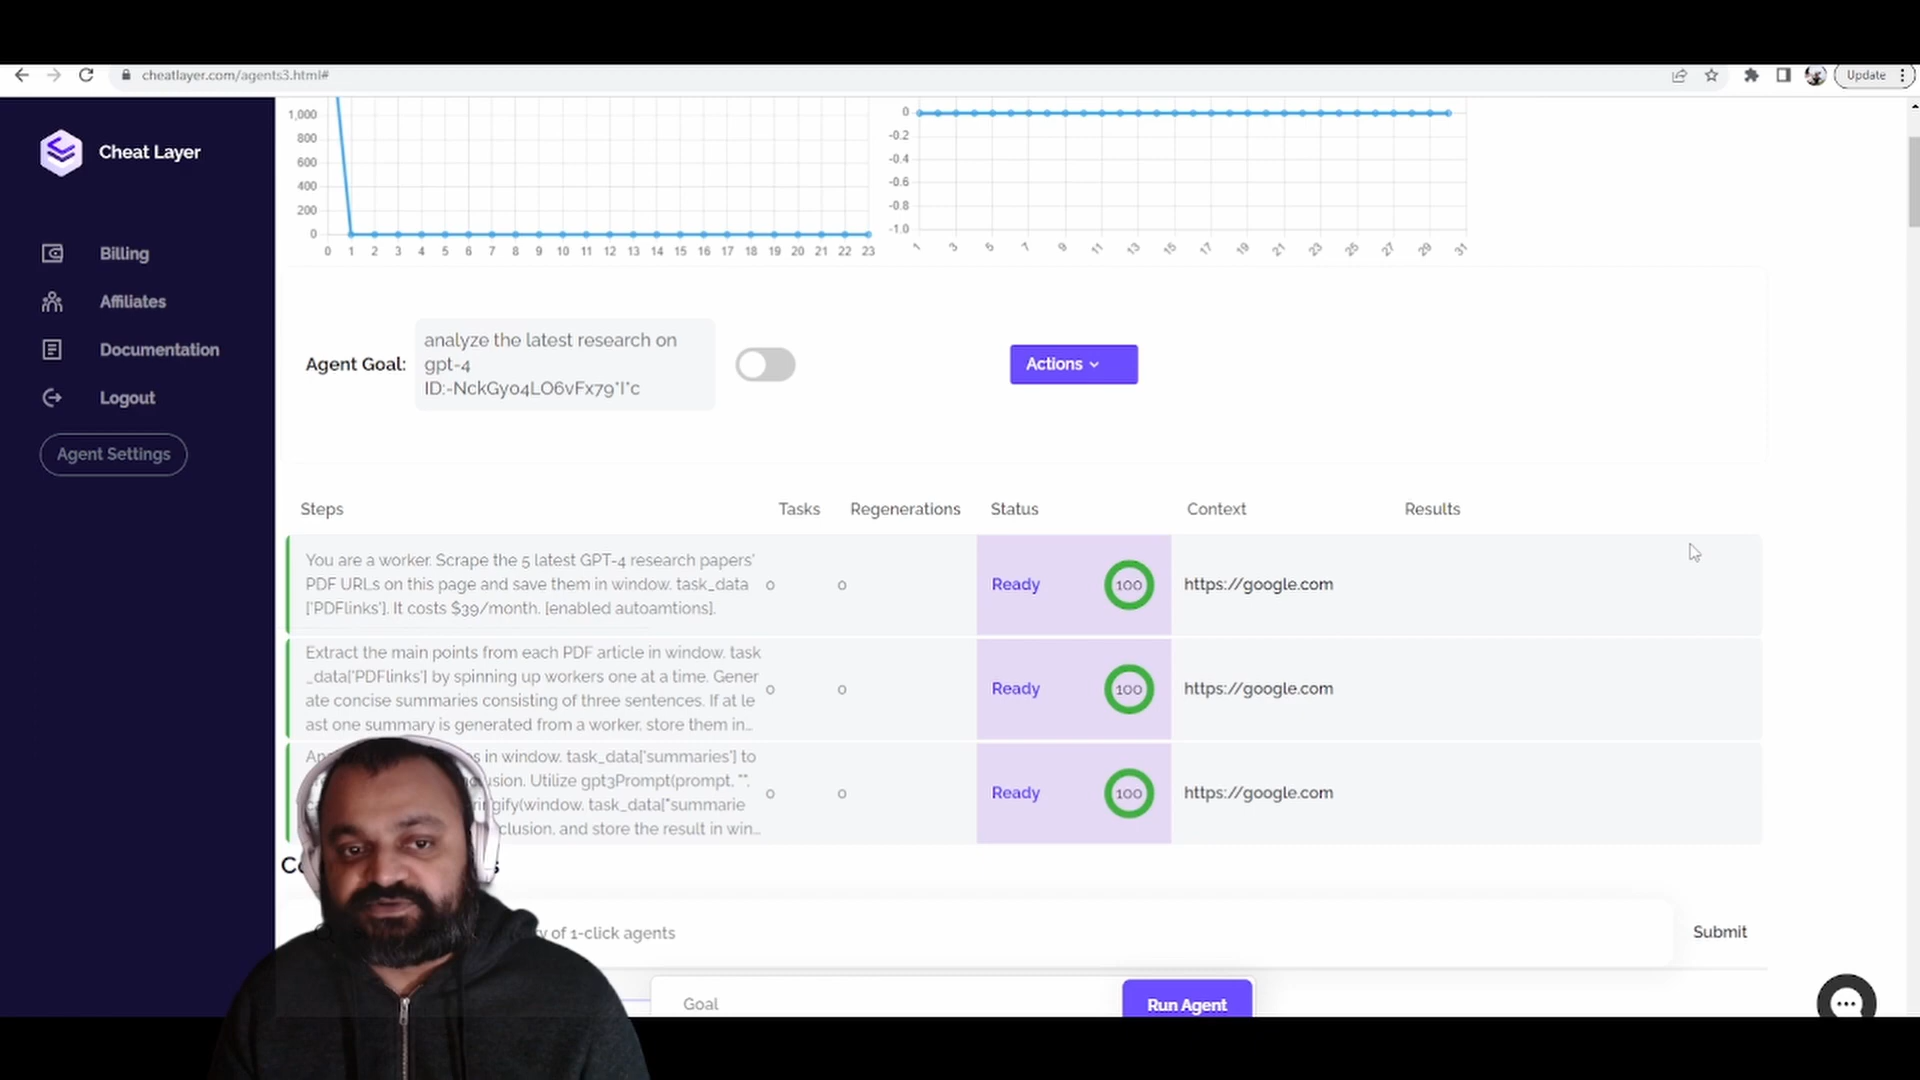 cheatlayer.com/agents3.html#
Update
Cheat Layer
Billing
Affiliates
Documentation
Logout
Agent Settings
1,000
800
600
400
200
0
0 1 2 3 4 5 6 7 8 9 10 11 12 13 14 15 16 17 18 19 20 21 22 23
0
-0.2
-0.4
-0.6
-0.8
-1.0
1 3 5 7 9 11 13 15 17 19 21 23 25 27 29 31
Agent Goal:
analyze the latest research on
gpt-4
ID:-NckGyo4LO6vFx79*l*c
Actions
Steps Tasks Regenerations Status Context Results
You are a worker. Scrape the 5 latest GPT-4 research papers'
PDF URLs on this page and save them in window. task_data
['PDFlinks']. It costs $39/month. [enabled autoamtions].
0 0 Ready 100 https://google.com
Extract the main points from each PDF article in window. task
_data['PDFlinks'] by spinning up workers one at a time. Gener
ate concise summaries consisting of three sentences. If at le
ast one summary is generated from a worker, store them in...
0 0 Ready 100 https://google.com
in window. task_data['summaries'] to
Utilize gpt3Prompt(prompt, "",
(window. task_data["summarie
and store the result in win...
0 0 Ready 100 https://google.com
of 1-click agents
Submit
Goal
Run Agent